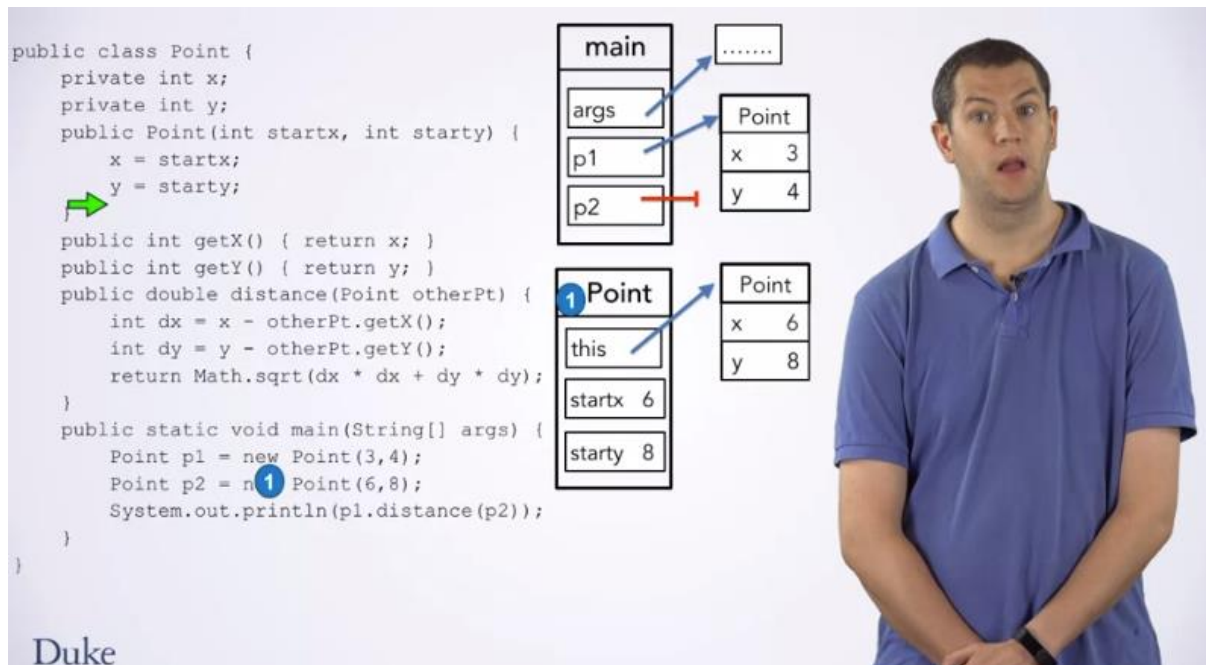 public class Point {
private int x;
private int y;
public Point(int startx, int starty) {
x = startx;
y = starty;
}
public int getX() { return x; }
public int getY() { return y; }
public double distance(Point otherPt) {
int dx = x - otherPt.getX();
int dy = y - otherPt.getY();
return Math.sqrt(dx * dx + dy * dy);
}
public static void main(String[] args) {
Point p1 = new Point(3,4);
Point p2 = n 1 Point(6,8);
System.out.println(p1.distance(p2));
}
}
main
args
p1
p2
.......
Point
x 3
y 4
1 Point
this
startx 6
starty 8
Point
x 6
y 8
Duke